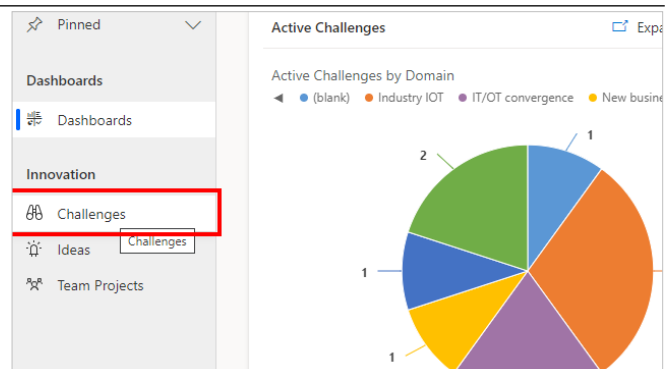 Pinned
Dashboards
Dashboards
Innovation
Challenges
Challenges
Ideas
Team Projects
Active Challenges
Active Challenges by Domain
(blank) Industry IOT IT/OT convergence
1
2
1
1